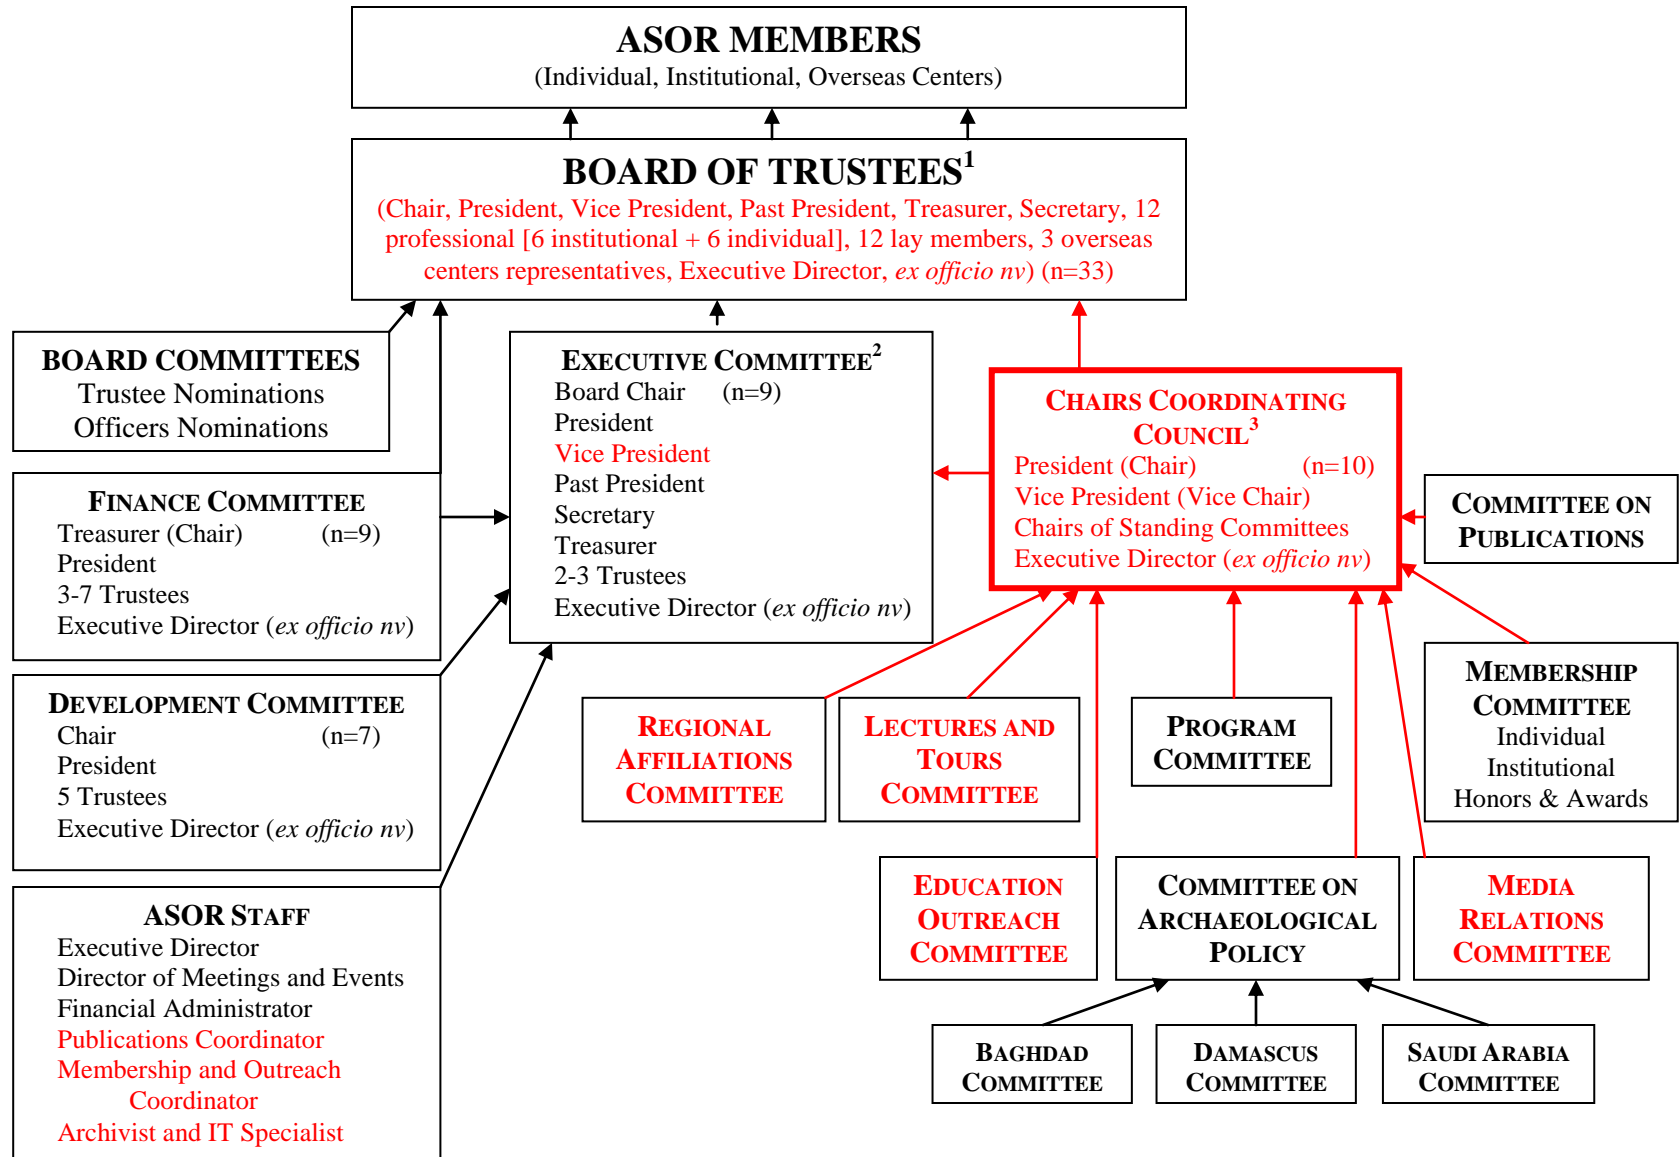 ASOR MEMBERS
(Individual, Institutional, Overseas Centers)
BOARD OF TRUSTEES1
(Chair, President, Vice President, Past President, Treasurer, Secretary, 12
professional [6 institutional + 6 individual], 12 lay members, 3 overseas
centers representatives, Executive Director, ex officio nv) (n=33)
BOARD COMMITTEES
Trustee Nominations
Officers Nominations
EXECUTIVE COMMITTEE2
Board Chair (n=9)
President
Vice President
Past President
Secretary
Treasurer
2-3 Trustees
Executive Director (ex officio nv)
CHAIRS COORDINATING
COUNCIL3
President (Chair) (n=10)
Vice President (Vice Chair)
Chairs of Standing Committees
Executive Director (ex officio nv)
COMMITTEE ON
PUBLICATIONS
FINANCE COMMITTEE
Treasurer (Chair) (n=9)
President
3-7 Trustees
Executive Director (ex officio nv)
DEVELOPMENT COMMITTEE
Chair (n=7)
President
5 Trustees
Executive Director (ex officio nv)
REGIONAL
AFFILIATIONS
COMMITTEE
LECTURES AND
TOURS
COMMITTEE
PROGRAM
COMMITTEE
MEMBERSHIP
COMMITTEE
Individual
Institutional
Honors & Awards
ASOR STAFF
Executive Director
Director of Meetings and Events
Financial Administrator
Publications Coordinator
Membership and Outreach
Coordinator
Archivist and IT Specialist
EDUCATION
OUTREACH
COMMITTEE
COMMITTEE ON
ARCHAEOLOGICAL
POLICY
MEDIA
RELATIONS
COMMITTEE
BAGHDAD
COMMITTEE
DAMASCUS
COMMITTEE
SAUDI ARABIA
COMMITTEE